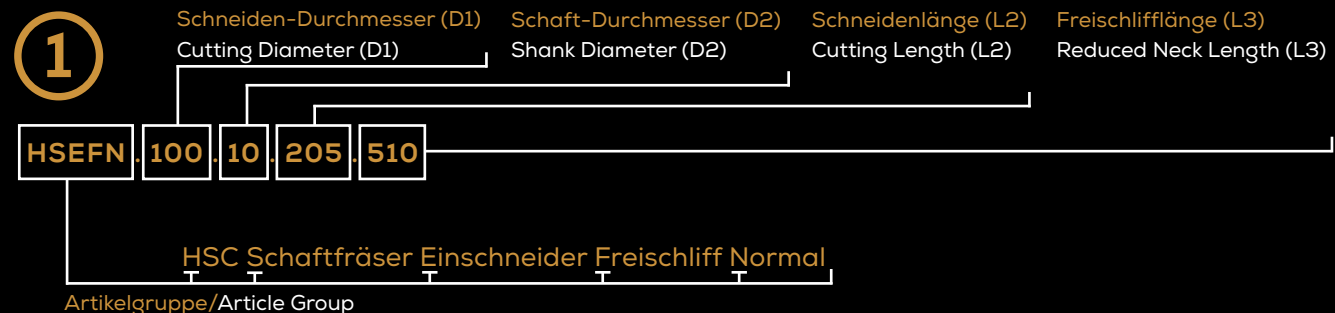 1
Schneiden-Durchmesser (D1) Schaft-Durchmesser (D2) Schneidenlänge (L2) Freischlifflänge (L3)
Cutting Diameter (D1) Shank Diameter (D2) Cutting Length (L2) Reduced Neck Length (L3)
HSEFN.100.10.205.510
HSC Schaftfräser Einschneider Freischliff Normal
Artikelgruppe/Article Group